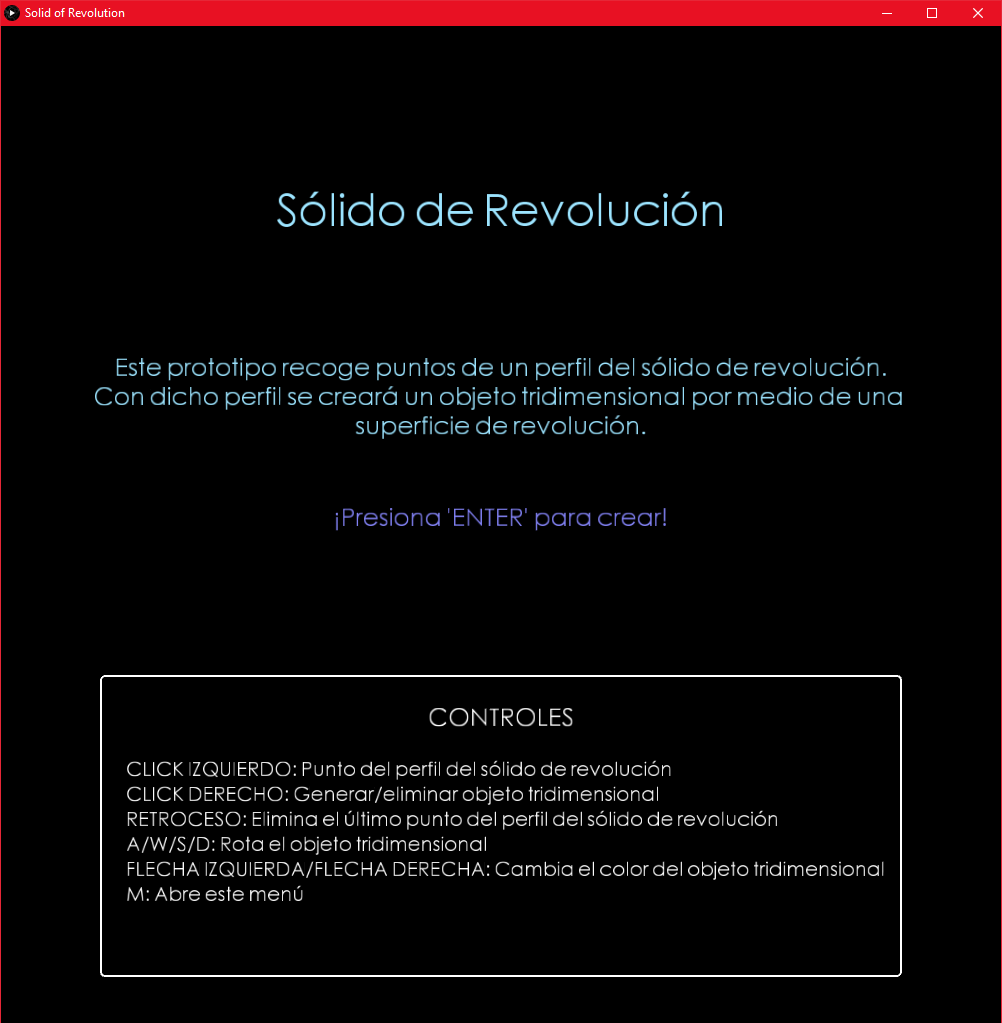 Solid of Revolution
Sólido de Revolución
Este prototipo recoge puntos de un perfil del sólido de revolución.
Con dicho perfil se creará un objeto tridimensional por medio de una
superficie de revolución.
¡Presiona 'ENTER' para crear!
CONTROLES
CLICK IZQUIERDO: Punto del perfil del sólido de revolución
CLICK DERECHO: Generar/eliminar objeto tridimensional
RETROCESO: Elimina el último punto del perfil del sólido de revolución
A/W/S/D: Rota el objeto tridimensional
FLECHA IZQUIERDA/FLECHA DERECHA: Cambia el color del objeto tridimensional
M: Abre este menú